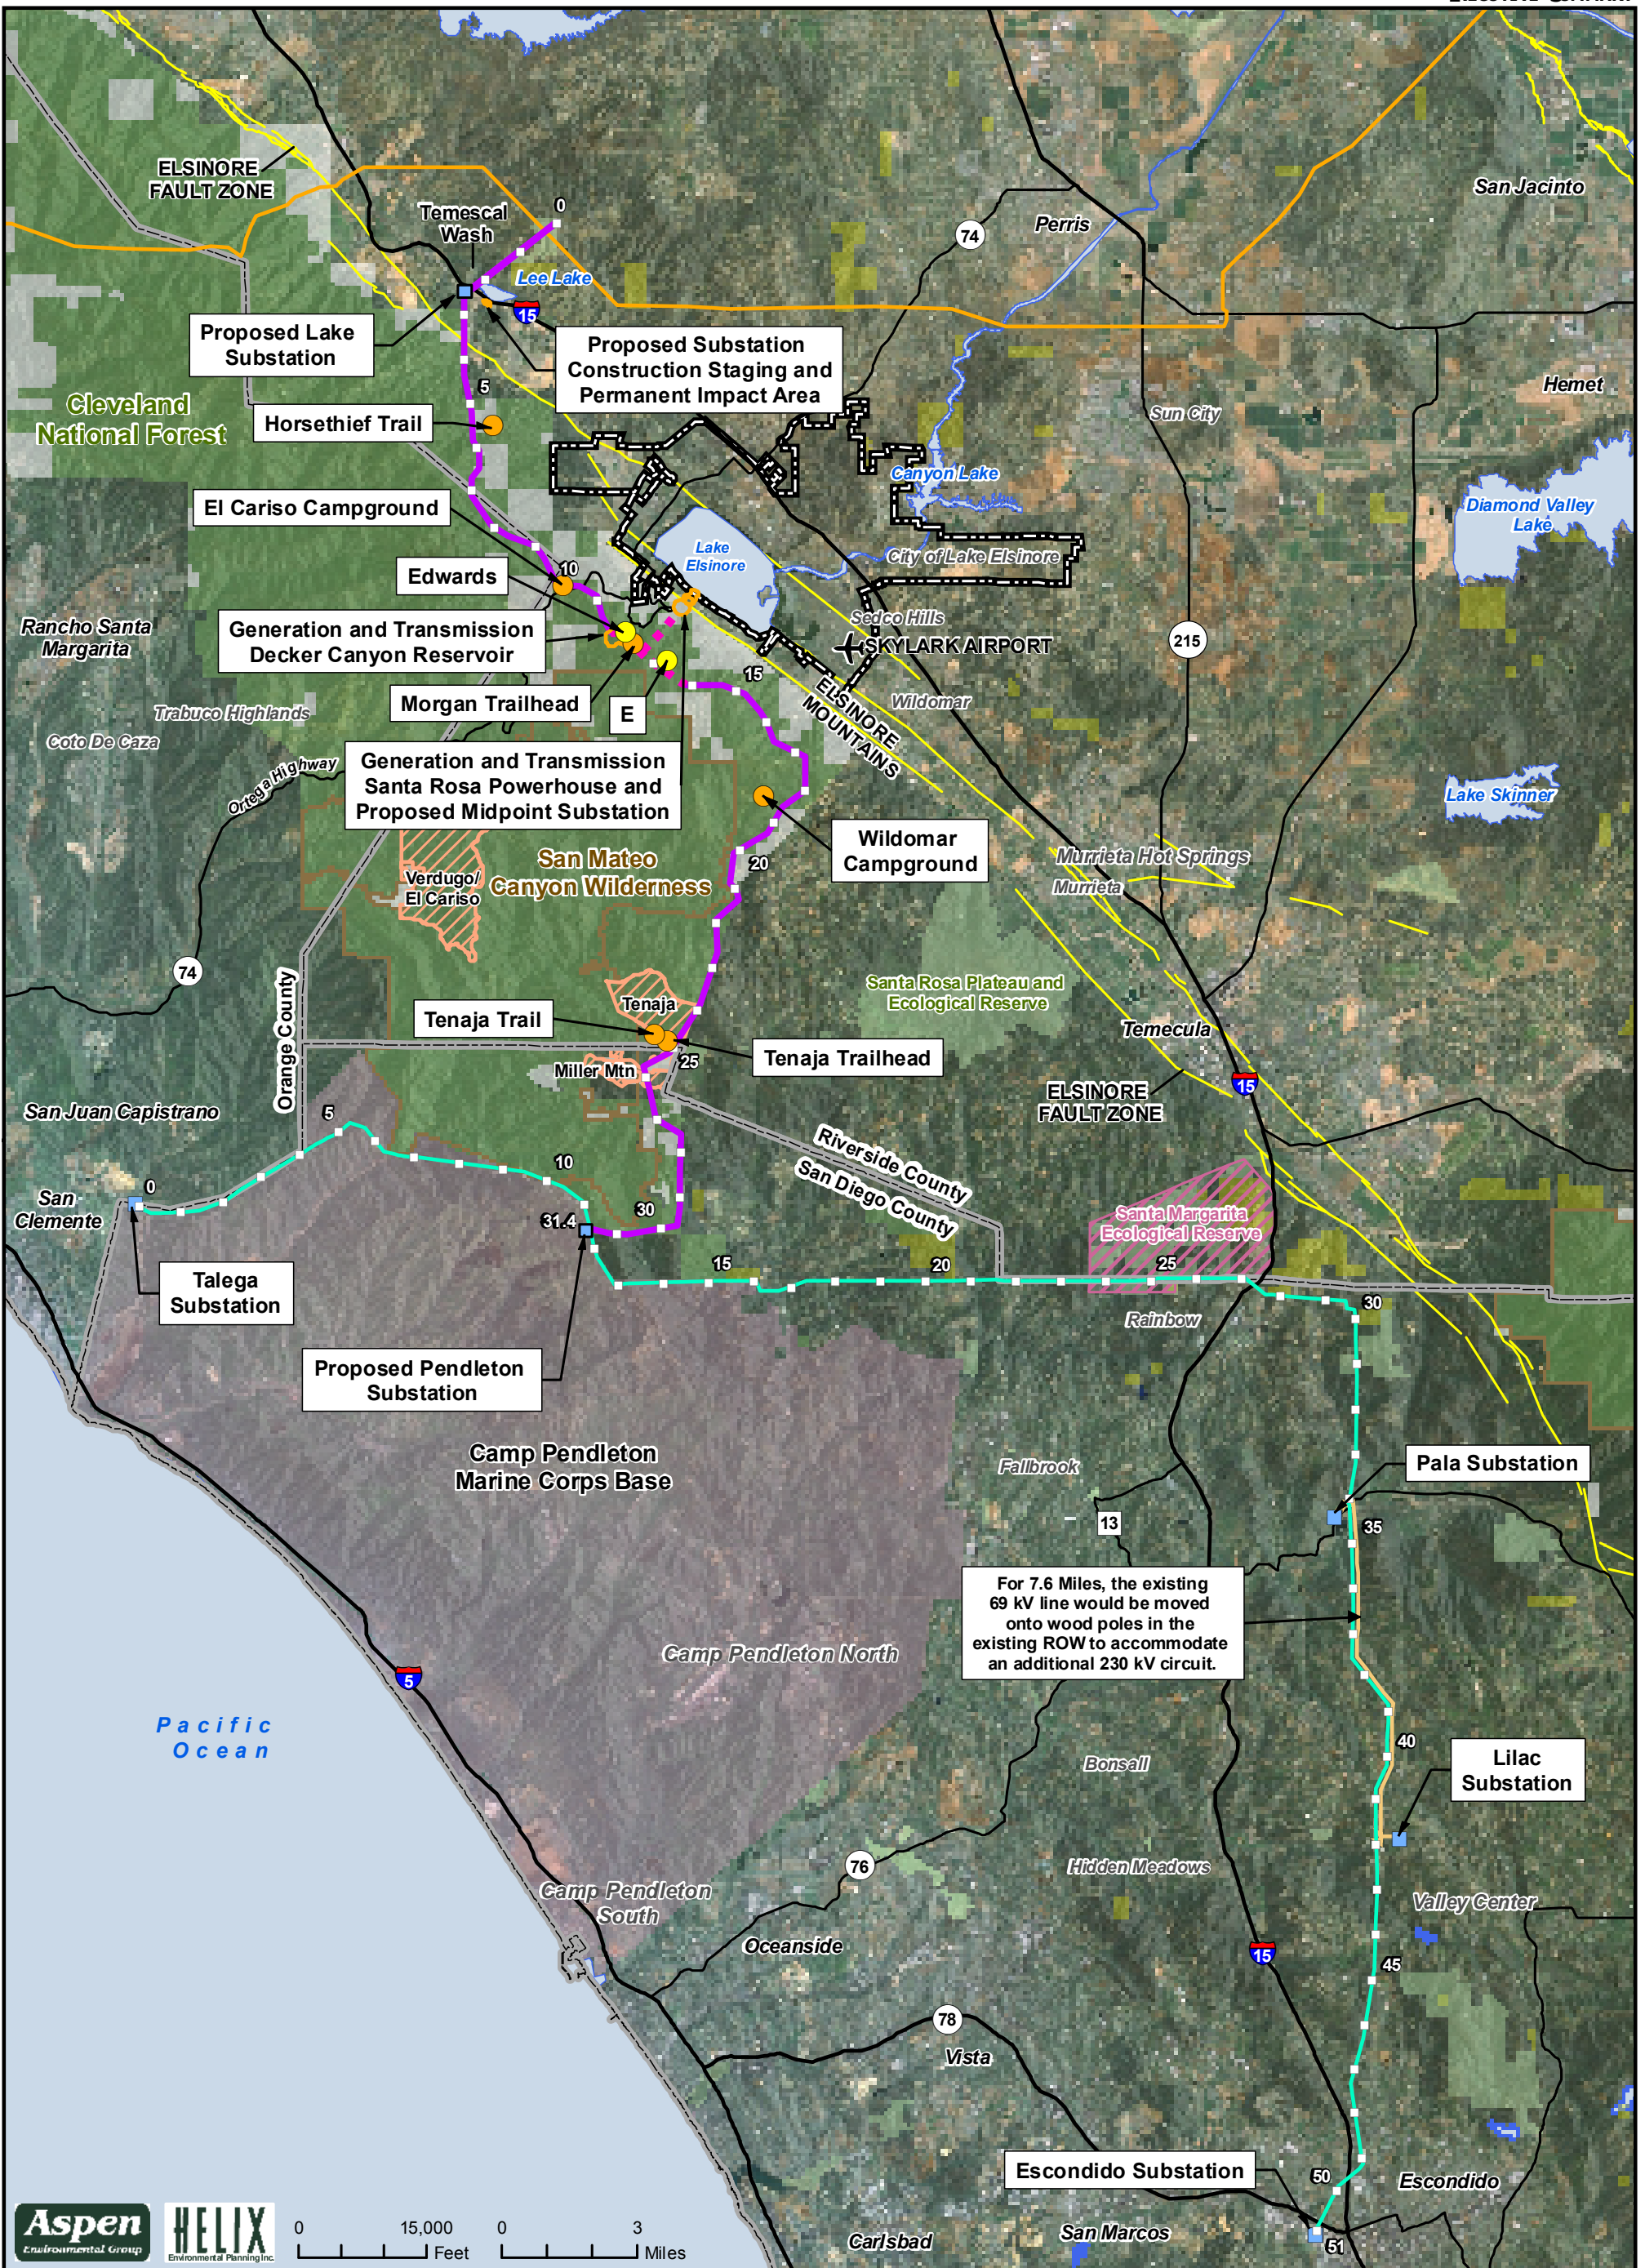 ELSINORE
FAULT ZONE
Temescal
Wash
0
Lee Lake
15
74
Perris
San Jacinto
Proposed Lake
Substation
Proposed Substation
Construction Staging and
Permanent Impact Area
5
Hemet
Cleveland
National Forest
Horsethief Trail
Sun City
Canyon Lake
El Cariso Campground
Diamond Valley
Lake
Lake
Elsinore
City of Lake Elsinore
Edwards
10
Rancho Santa
Margarita
Generation and Transmission
Decker Canyon Reservoir
Sedco Hills
SKYLARK AIRPORT
215
15
Morgan Trailhead
E
ELSINORE
MOUNTAINS
Wildomar
Trabuco Highlands
Coto De Caza
Ortega Highway
Generation and Transmission
Santa Rosa Powerhouse and
Proposed Midpoint Substation
Lake Skinner
Wildomar
Campground
San Mateo
Canyon Wilderness
20
Verdugo/
El Cariso
Murrieta Hot Springs
Murrieta
74
Santa Rosa Plateau and
Ecological Reserve
Tenaja
Tenaja Trail
Temecula
Orange County
Tenaja Trailhead
25
Miller Mtn
15
ELSINORE
FAULT ZONE
San Juan Capistrano
5
Riverside County
San Diego County
10
0
San
Clemente
30
31.4
Santa Margarita
Ecological Reserve
15
20
25
Talega
Substation
30
Rainbow
Proposed Pendleton
Substation
Camp Pendleton
Marine Corps Base
Fallbrook
Pala Substation
13
35
For 7.6 Miles, the existing
69 kV line would be moved
onto wood poles in the
existing ROW to accommodate
an additional 230 kV circuit.
Camp Pendleton North
5
Pacific
Ocean
40
Bonsall
Lilac
Substation
76
Hidden Meadows
Camp Pendleton
South
Valley Center
Oceanside
15
45
78
Vista
Escondido Substation
50
Escondido
Carlsbad
San Marcos
51
Aspen
Environmental Group
HELIX
Environmental Planning Inc.
0 15,000
Feet
0 3
Miles